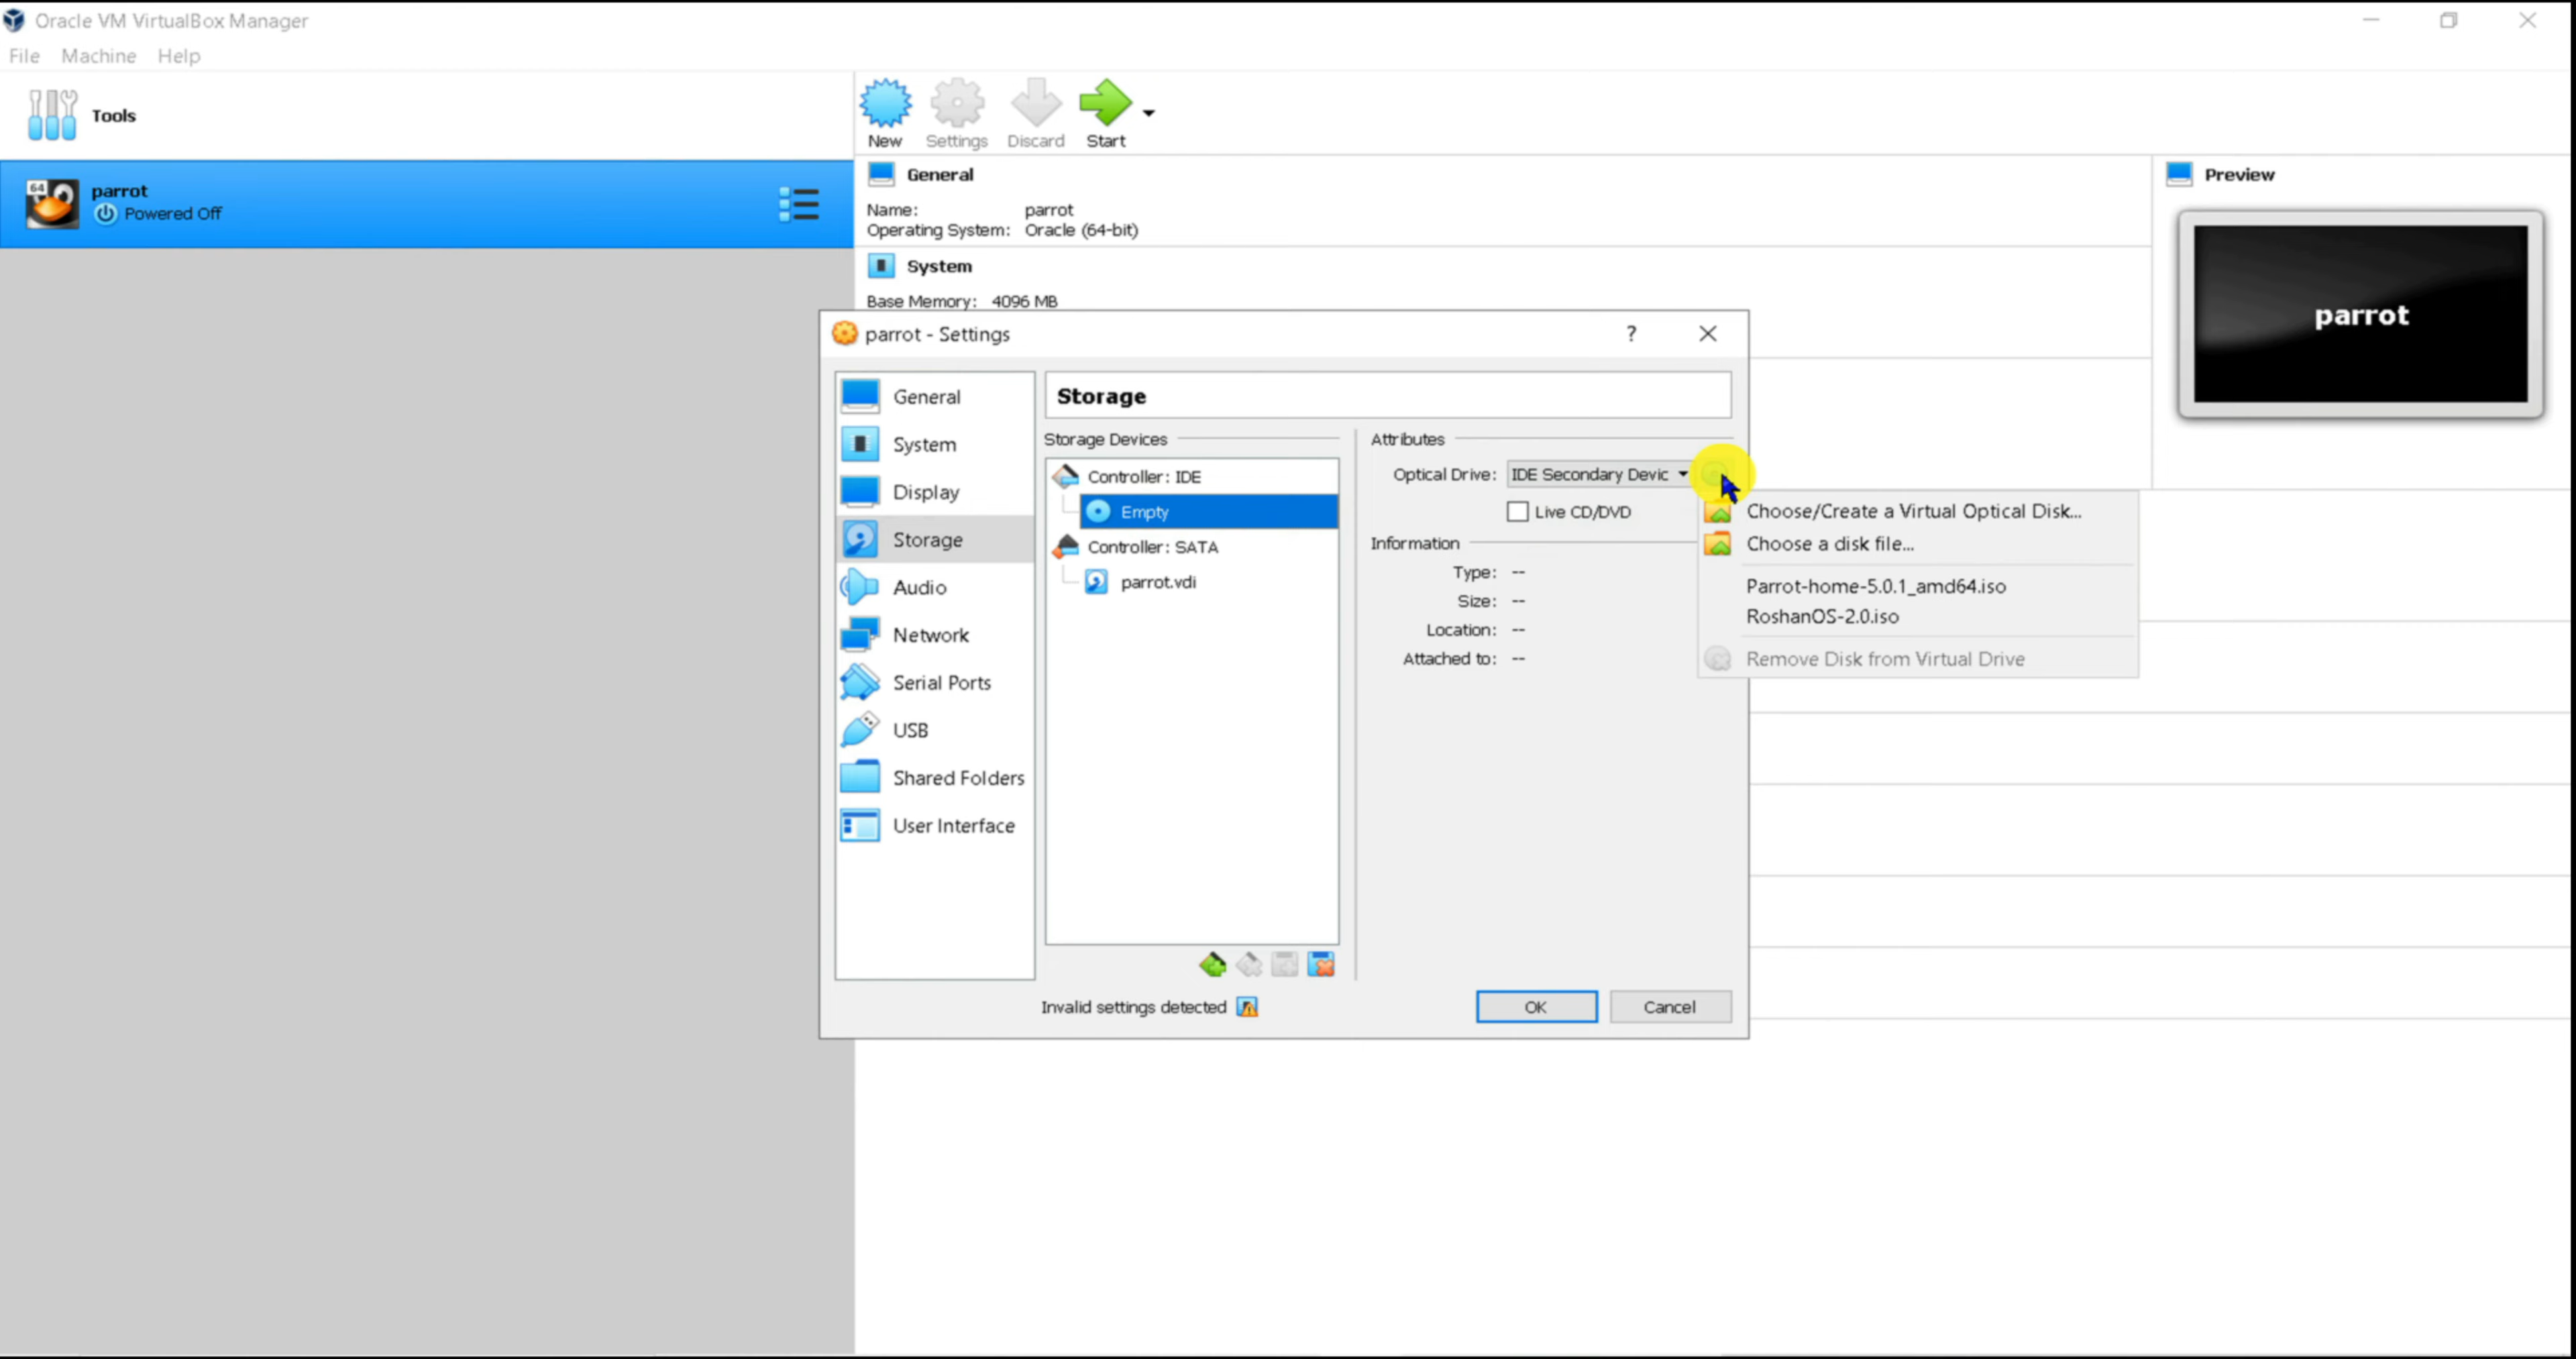 Oracle VM VirtualBox Manager
File Machine Help
Tools
New Settings Discard Start
64
parrot
Powered Off
General
Name: parrot
Operating System: Oracle (64-bit)
System
Base Memory: 4096 MB
Preview
parrot
parrot - Settings
?
General
System
Display
Storage
Audio
Network
Serial Ports
USB
Shared Folders
User Interface
Storage
Storage Devices
Controller: IDE
Empty
Controller: SATA
parrot.vdi
Attributes
Optical Drive: IDE Secondary Devic
Live CD/DVD
Information
Type: --
Size: --
Location: --
Attached to: --
Choose/Create a Virtual Optical Disk...
Choose a disk file...
Parrot-home-5.0.1_amd64.iso
RoshanOS-2.0.iso
Remove Disk from Virtual Drive
Invalid settings detected
OK Cancel